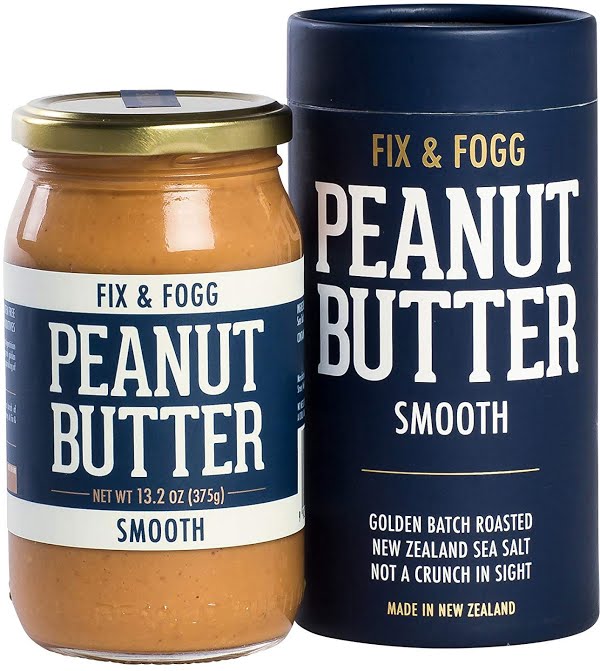 FIX & FOGG
PEANUT
BUTTER
NET WT 13.2 OZ (375g)
SMOOTH
FIX & FOGG
PEANUT
BUTTER
SMOOTH
GOLDEN BATCH ROASTED
NEW ZEALAND SEA SALT
NOT A CRUNCH IN SIGHT
MADE IN NEW ZEALAND